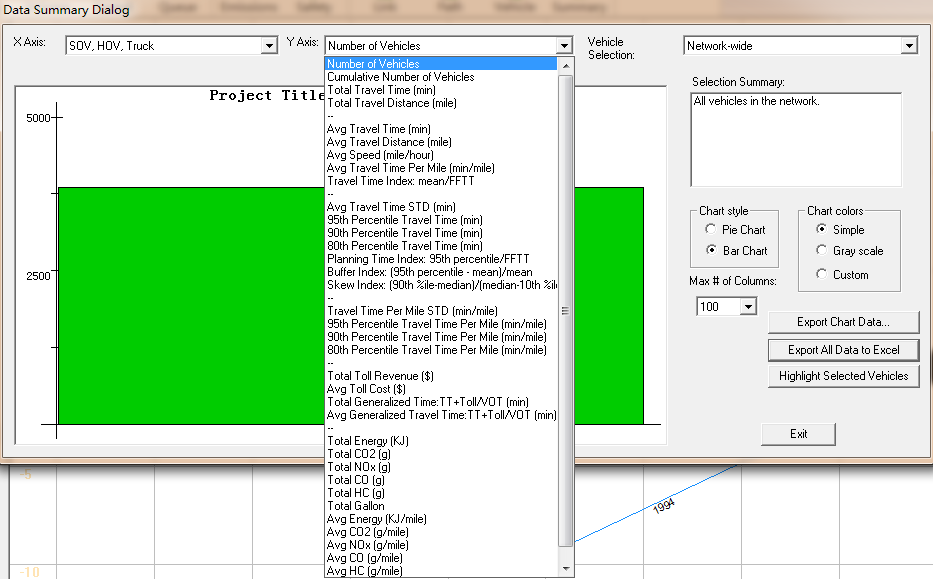 Data Summary Dialog
Queue Emissions Safety Link Path Vehicle Summary
X Axis:
SOV, HOV, Truck
Y Axis:
Number of Vehicles
Vehicle
Selection:
Network-wide
Number of Vehicles
Cumulative Number of Vehicles
Total Travel Time (min)
Total Travel Distance (mile)
--
Avg Travel Time (min)
Avg Travel Distance (mile)
Avg Speed (mile/hour)
Avg Travel Time Per Mile (min/mile)
Travel Time Index: mean/FFTT
--
Avg Travel Time STD (min)
95th Percentile Travel Time (min)
90th Percentile Travel Time (min)
80th Percentile Travel Time (min)
Planning Time Index: 95th percentile/FFTT
Buffer Index: (95th percentile - mean)/mean
Skew Index: (90th %ile-median)/(median-10th %ile
--
Travel Time Per Mile STD (min/mile)
95th Percentile Travel Time Per Mile (min/mile)
90th Percentile Travel Time Per Mile (min/mile)
80th Percentile Travel Time Per Mile (min/mile)
--
Total Toll Revenue ($)
Avg Toll Cost ($)
Total Generalized Time:TT+Toll/VOT (min)
Avg Generalized Travel Time:TT+Toll/VOT (min)
--
Total Energy (KJ)
Total CO2 (g)
Total NOx (g)
Total CO (g)
Total HC (g)
Total Gallon
Avg Energy (KJ/mile)
Avg CO2 (g/mile)
Avg NOx (g/mile)
Avg CO (g/mile)
Avg HC (g/mile)
Project Title
5000
2500
Selection Summary:
All vehicles in the network.
Chart style
Pie Chart
Bar Chart
Chart colors
Simple
Gray scale
Custom
Max # of Columns:
100
Export Chart Data...
Export All Data to Excel
Highlight Selected Vehicles
Exit
-5
1994
-10